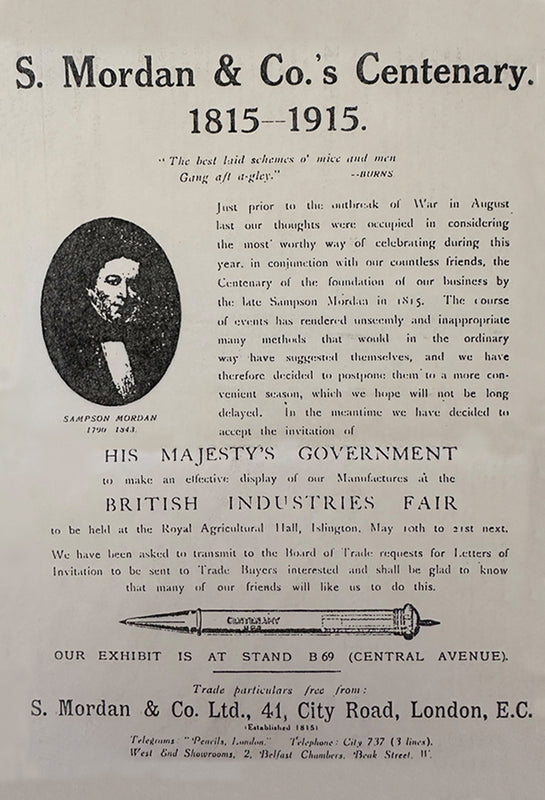 S. Mordan & Co.'s Centenary.
1815--1915.
"The best laid schemes o' mice and men
Gang aft a-gley."  --BURNS
Just prior to the outbreak of War in August
last our thoughts were occupied in considering
the most worthy way of celebrating during this
year, in conjunction with our countless friends, the
Centenary of the foundation of our business by
the late Sampson Mordan in 1815. The course
of events has rendered unseemly and inappropriate
many methods that would in the ordinary
way have suggested themselves, and we have
therefore decided to postpone them to a more con-
venient season, which we hope will not be long
delayed. In the meantime we have decided to
accept the invitation of
SAMPSON MORDAN
1790 1843.
HIS MAJESTY'S GOVERNMENT
to make an effective display of our Manufactures at the
BRITISH INDUSTRIES FAIR
to be held at the Royal Agricultural Hall, Islington, May 10th to 21st next.
We have been asked to transmit to the Board of Trade requests for Letters of
Invitation to be sent to Trade Buyers interested and shall be glad to know
that many of our friends will like us to do this.
CENTENARY
OUR EXHIBIT IS AT STAND B 69 (CENTRAL AVENUE).
Trade particulars free from:
S. Mordan & Co. Ltd., 41, City Road, London, E.C.
(Established 1815)
Telegrams: "Pencils, London." Telephone: City 737 (3 lines).
West End Showrooms, 2, Belfast Chambers, Beak Street, W.